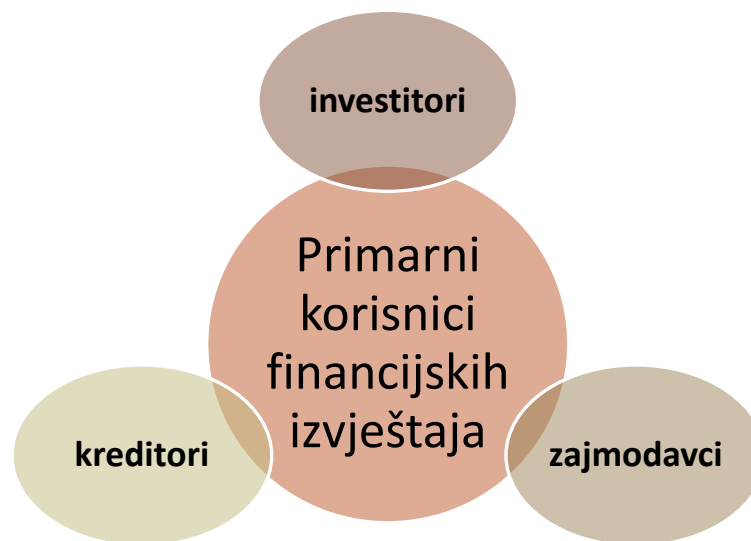 investitori
Primarni
korisnici
financijskih
izvještaja
kreditori
zajmodavci